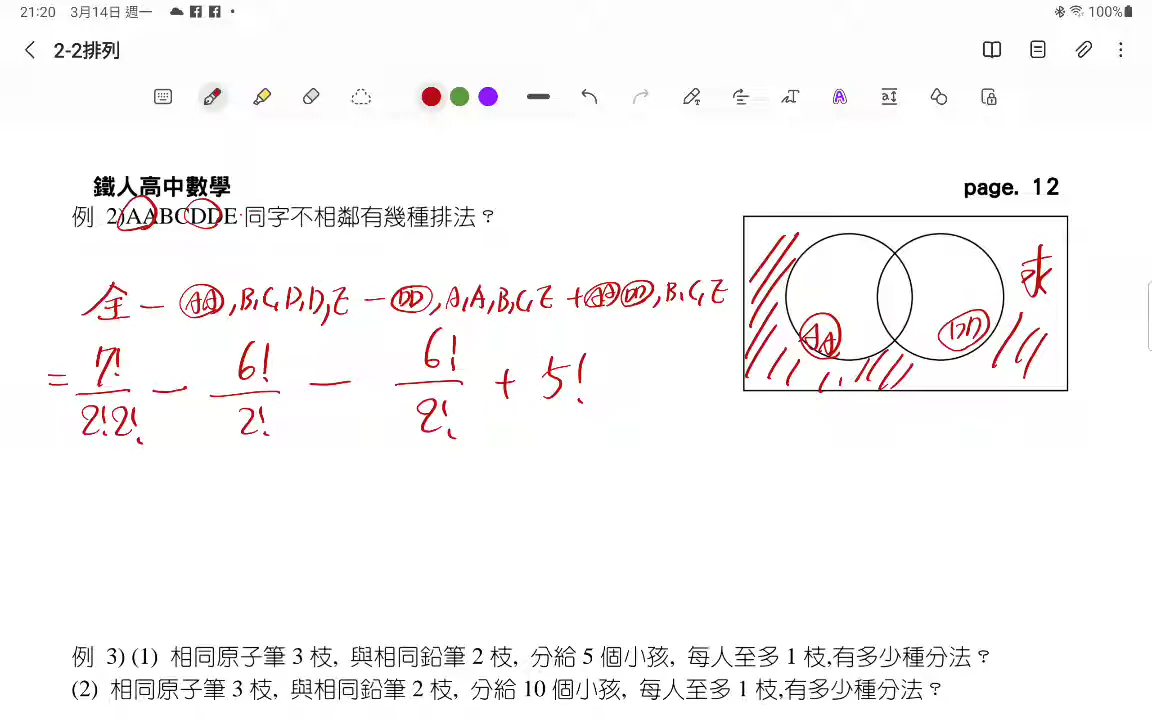 21:20 3月14日 週一 100%
2-2排列
鐵人高中數學 page. 12
例 2)AABCDDE 同字不相鄰有幾種排法？
全 - AA, B, C, D, D, E - DD, A, A, B, C, E + AA DD, B, C, E
= 7!/2!2! - 6!/2! - 6!/2! + 5!
求
AA DD
例 3) (1) 相同原子筆 3 枝, 與相同鉛筆 2 枝, 分給 5 個小孩, 每人至多 1 枝,有多少種分法？
(2) 相同原子筆 3 枝, 與相同鉛筆 2 枝, 分給 10 個小孩, 每人至多 1 枝,有多少種分法？